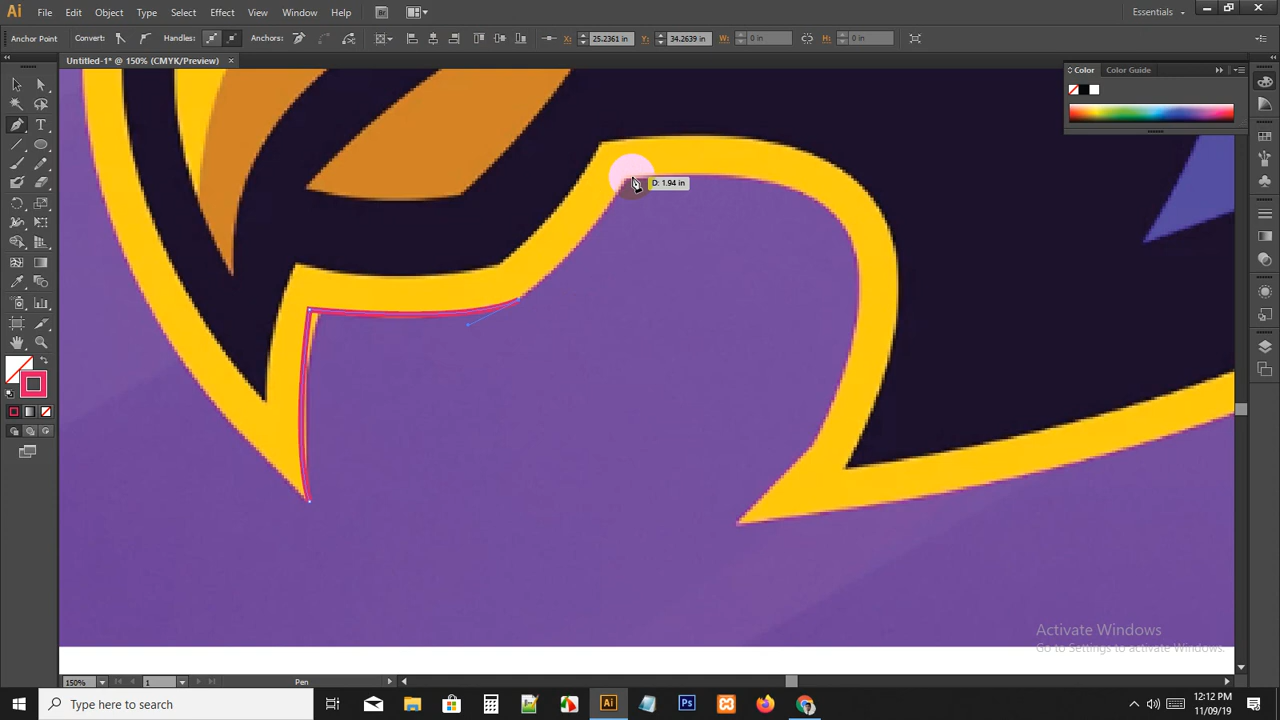 Ai File Edit Object Type Select Effect View Window Help Br Essentials
Anchor Point Convert: Handles: Anchors: X: 25.2361 in Y: 34.2639 in W: 0 in H: 0 in
Untitled-1* @ 150% (CMYK/Preview) ×
Color Color Guide
D: 1.94 in
Activate Windows
Go to Settings to activate Windows.
150% 1 Pen
Type here to search
Ai Ps
12:12 PM
11/09/19